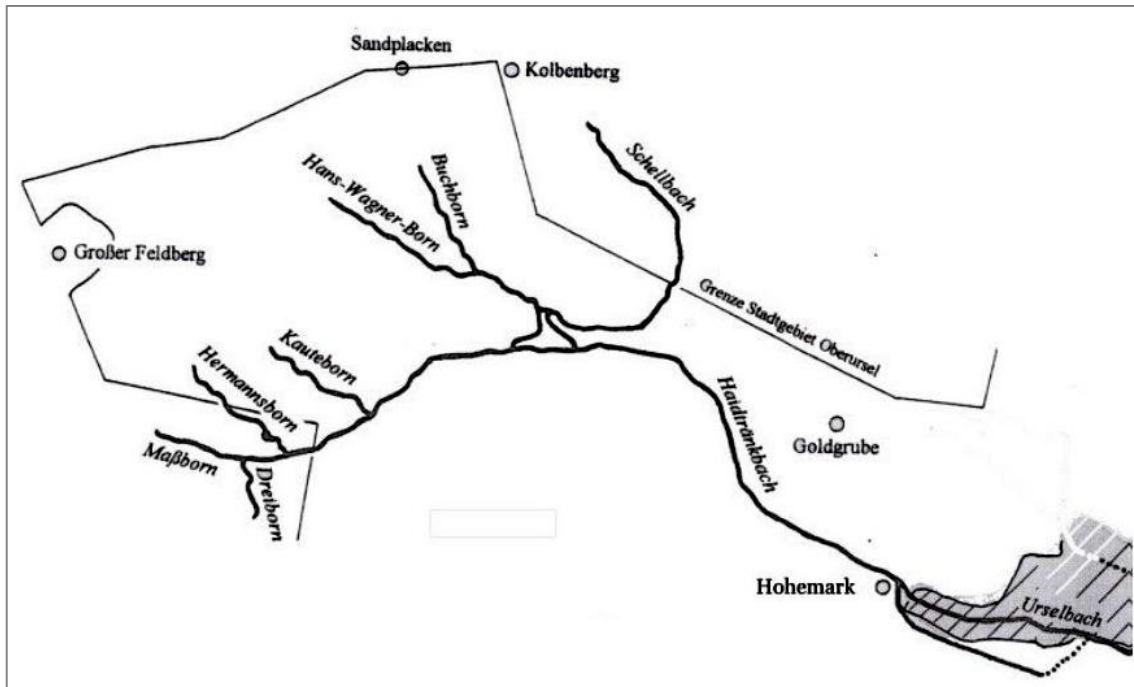 Sandplacken
Kolbenberg
Schellbach
Buchborn
Hans-Wagner-Born
Großer Feldberg
Grenze Stadtgebiet Oberursel
Kauteborn
Hermannsborn
Maßborn
Dreiborn
Haidtränkbach
Goldgrube
Hohemark
Urselbach